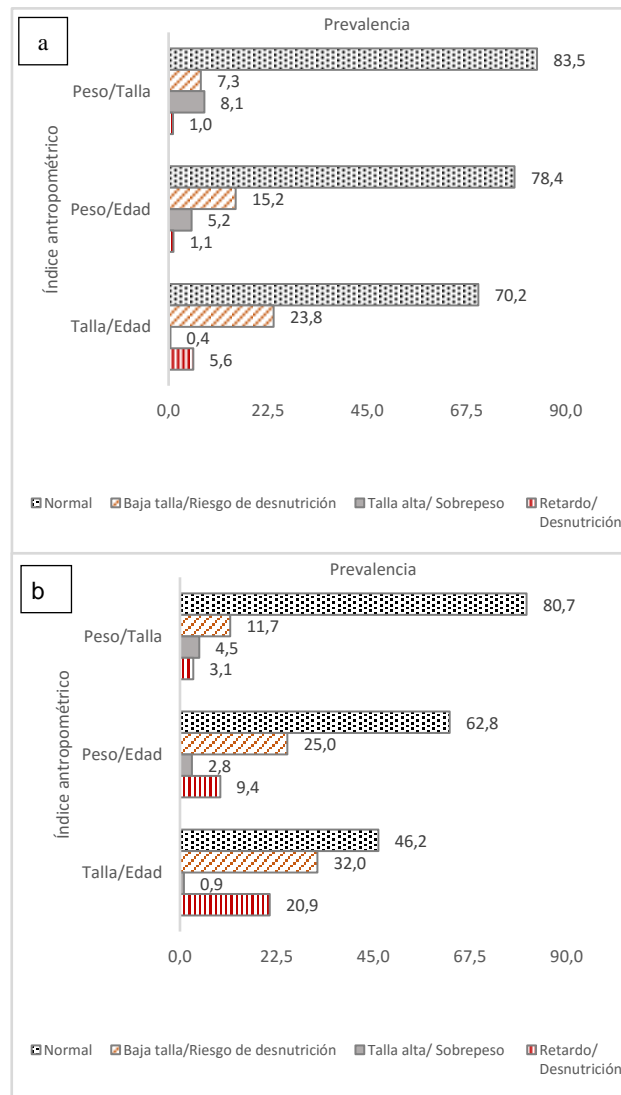 a
Prevalencia
83,5
7,3
Peso/Talla
8,1
1,0
78,4
15,2
Peso/Edad
5,2
1,1
70,2
23,8
Talla/Edad
0,4
5,6
Índice antropométrico
0,0 22,5 45,0 67,5 90,0
Normal Baja talla/Riesgo de desnutrición Talla alta/ Sobrepeso Retardo/
Desnutrición
b
Prevalencia
80,7
11,7
Peso/Talla
4,5
3,1
62,8
25,0
Peso/Edad
2,8
9,4
46,2
32,0
Talla/Edad
0,9
20,9
Índice antropométrico
0,0 22,5 45,0 67,5 90,0
Normal Baja talla/Riesgo de desnutrición Talla alta/ Sobrepeso Retardo/
Desnutrición